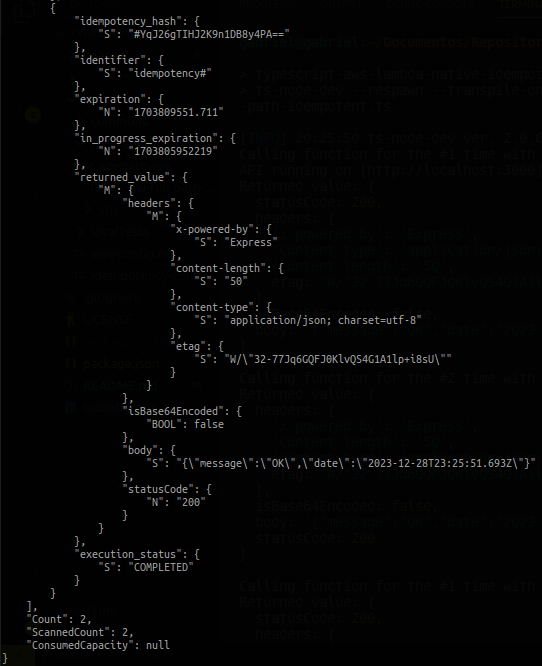 {
"idempotency_hash": {
"S": "#YqJ26gTIHJ2K9n1DB8y4PA=="
},
"identifier": {
"S": "idempotency#"
},
"expiration": {
"N": "1703809551.711"
},
"in_progress_expiration": {
"N": "1703805952219"
},
"returned_value": {
"M": {
"headers": {
"M": {
"x-powered-by": {
"S": "Express"
},
"content-length": {
"S": "50"
},
"content-type": {
"S": "application/json; charset=utf-8"
},
"etag": {
"S": "W/\"32-77Jq6GQFJ0KlvQS4G1A1lp+i8sU\""
}
}
},
"isBase64Encoded": {
"BOOL": false
},
"body": {
"S": "{\"message\":\"OK\",\"date\":\"2023-12-28T23:25:51.693Z\"}"
},
"statusCode": {
"N": "200"
}
}
},
"execution_status": {
"S": "COMPLETED"
}
}
],
"Count": 2,
"ScannedCount": 2,
"ConsumedCapacity": null
}